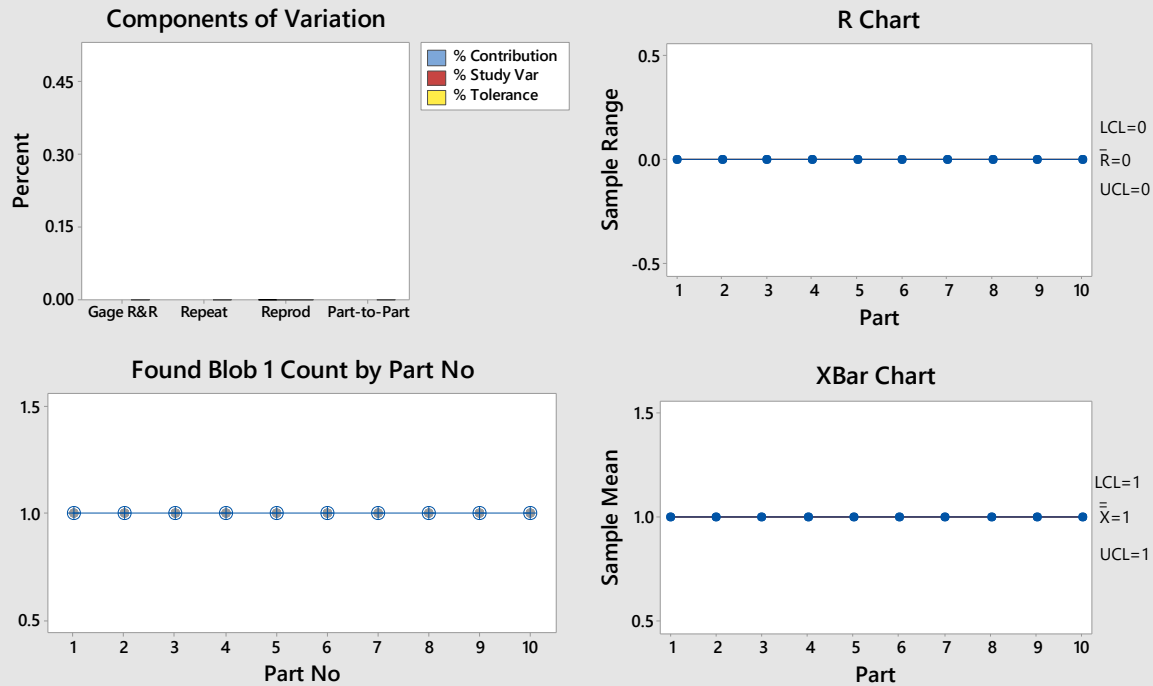 Components of Variation
Percent
0.45
0.30
0.15
0.00
Gage R&R Repeat Reprod Part-to-Part
% Contribution
% Study Var
% Tolerance
R Chart
Sample Range
0.5
0.0
-0.5
1 2 3 4 5 6 7 8 9 10
Part
LCL=0
R̄=0
UCL=0
Found Blob 1 Count by Part No
1.5
1.0
0.5
1 2 3 4 5 6 7 8 9 10
Part No
XBar Chart
Sample Mean
1.5
1.0
0.5
1 2 3 4 5 6 7 8 9 10
Part
LCL=1
X̿=1
UCL=1